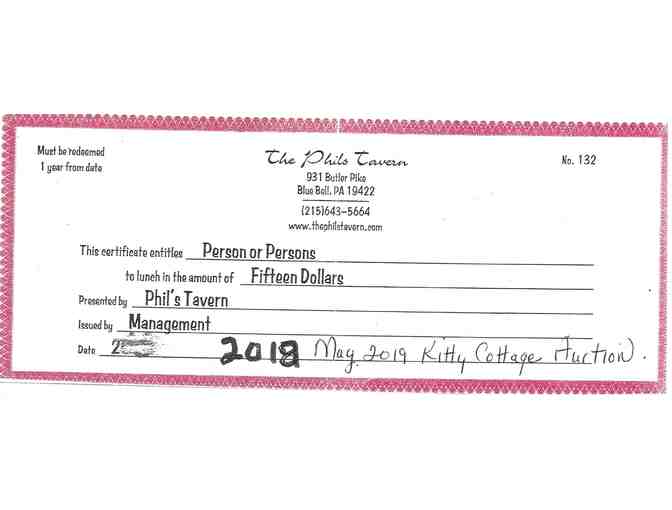 Must be redeemed
1 year from date
The Phils Tavern
931 Butler Pike
Blue Bell, PA 19422
(215)643-5664
www.thephilstavern.com
No. 132
This certificate entitles Person or Persons
to lunch in the amount of Fifteen Dollars
Presented by Phil's Tavern
Issued by Management
Date 2018 May 2019 Kitty Cottage Auction.